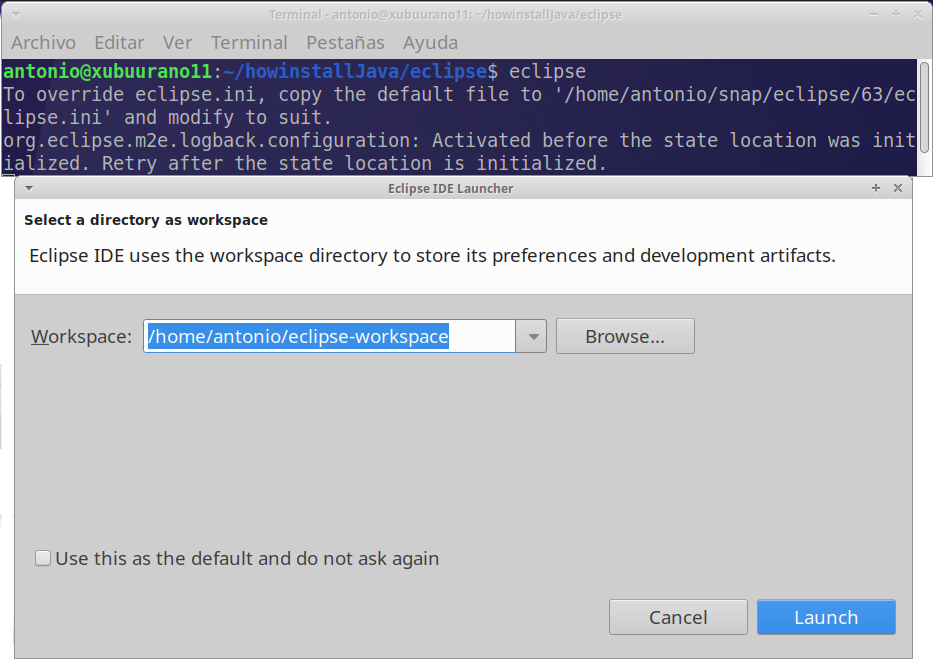 Terminal - antonio@xubuurano11: ~/howinstallJava/eclipse
Archivo Editar Ver Terminal Pestañas Ayuda
antonio@xubuurano11:~/howinstallJava/eclipse$ eclipse
To override eclipse.ini, copy the default file to '/home/antonio/snap/eclipse/63/ec
lipse.ini' and modify to suit.
org.eclipse.m2e.logback.configuration: Activated before the state location was init
ialized. Retry after the state location is initialized.
Eclipse IDE Launcher
Select a directory as workspace
Eclipse IDE uses the workspace directory to store its preferences and development artifacts.
Workspace: /home/antonio/eclipse-workspace Browse...
Use this as the default and do not ask again
Cancel Launch